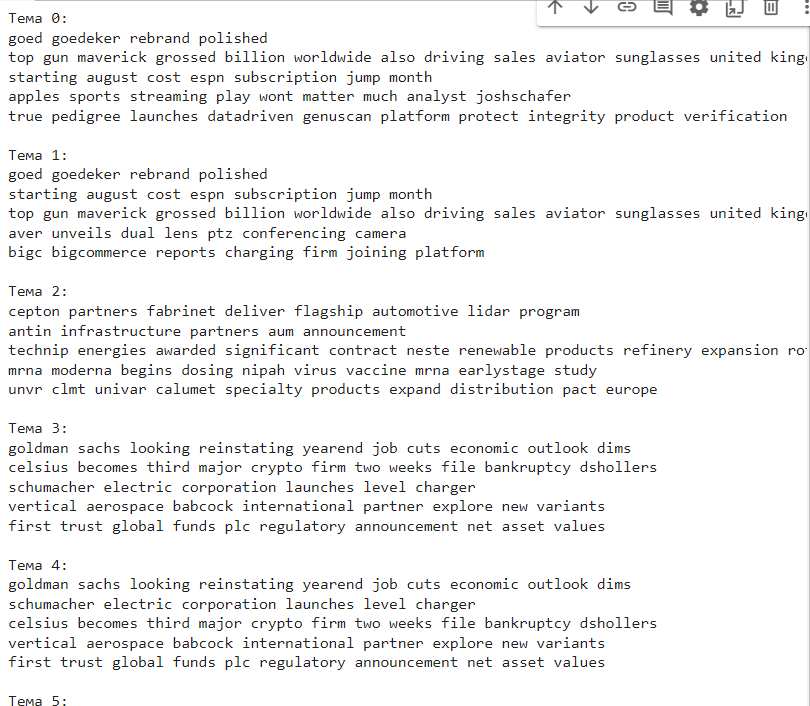 Тема 0:
goed goedeker rebrand polished
top gun maverick grossed billion worldwide also driving sales aviator sunglasses united
starting august cost espn subscription jump month
apples sports streaming play wont matter much analyst joshschafer
true pedigree launches datadriven genuscan platform protect integrity product verification
Тема 1:
goed goedeker rebrand polished
starting august cost espn subscription jump month
top gun maverick grossed billion worldwide also driving sales aviator sunglasses united
aver unveils dual lens ptz conferencing camera
bigc bigcommerce reports charging firm joining platform
Тема 2:
cepton partners fabrinet deliver flagship automotive lidar program
antin infrastructure partners aum announcement
technip energies awarded significant contract neste renewable products refinery expansion
mrna moderna begins dosing nipah virus vaccine mrna earlystage study
unvr clmt univar calumet specialty products expand distribution pact europe
Тема 3:
goldman sachs looking reinstating yearend job cuts economic outlook dims
celsius becomes third major crypto firm two weeks file bankruptcy dshollers
schumacher electric corporation launches level charger
vertical aerospace babcock international partner explore new variants
first trust global funds plc regulatory announcement net asset values
Тема 4:
goldman sachs looking reinstating yearend job cuts economic outlook dims
schumacher electric corporation launches level charger
celsius becomes third major crypto firm two weeks file bankruptcy dshollers
vertical aerospace babcock international partner explore new variants
first trust global funds plc regulatory announcement net asset values
Тема 5: